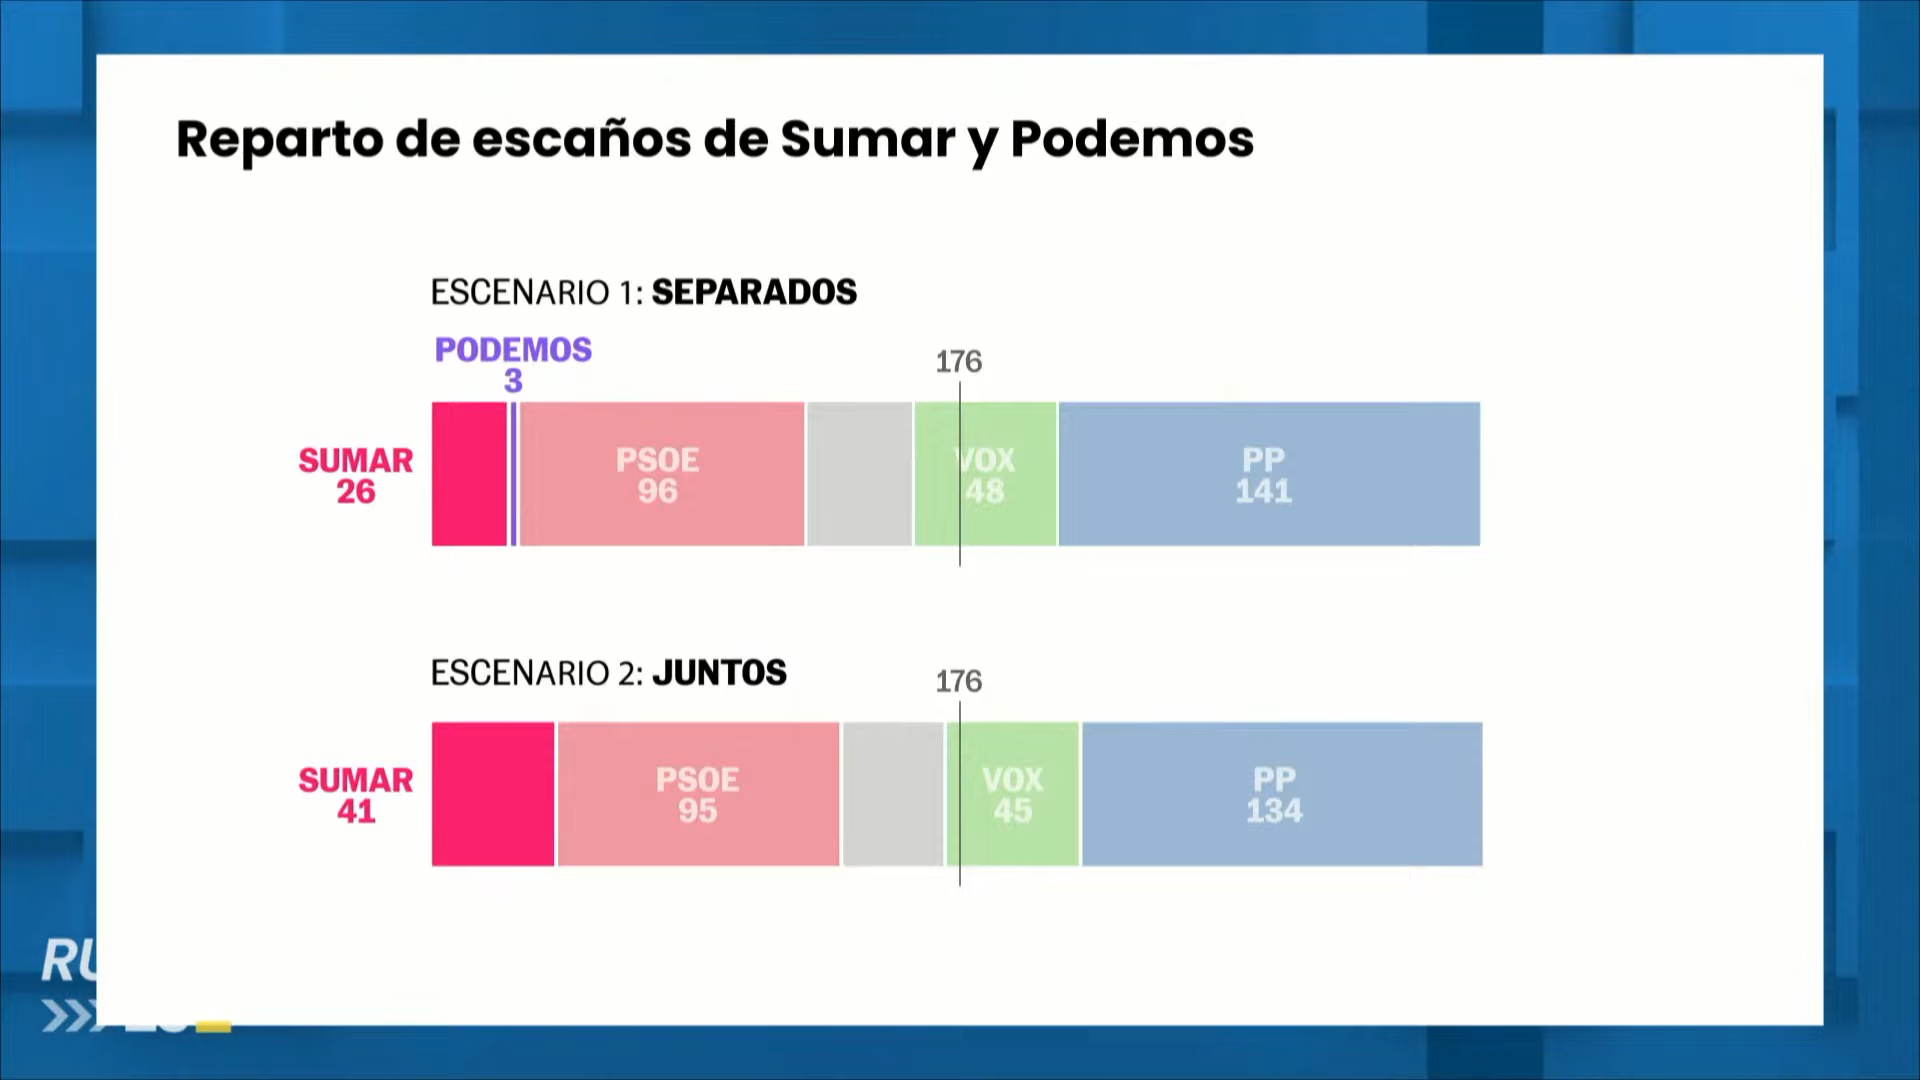 Reparto de escaños de Sumar y Podemos
ESCENARIO 1: SEPARADOS
PODEMOS
3
176
SUMAR
26
PSOE
96
VOX
48
PP
141
ESCENARIO 2: JUNTOS
176
SUMAR
41
PSOE
95
VOX
45
PP
134